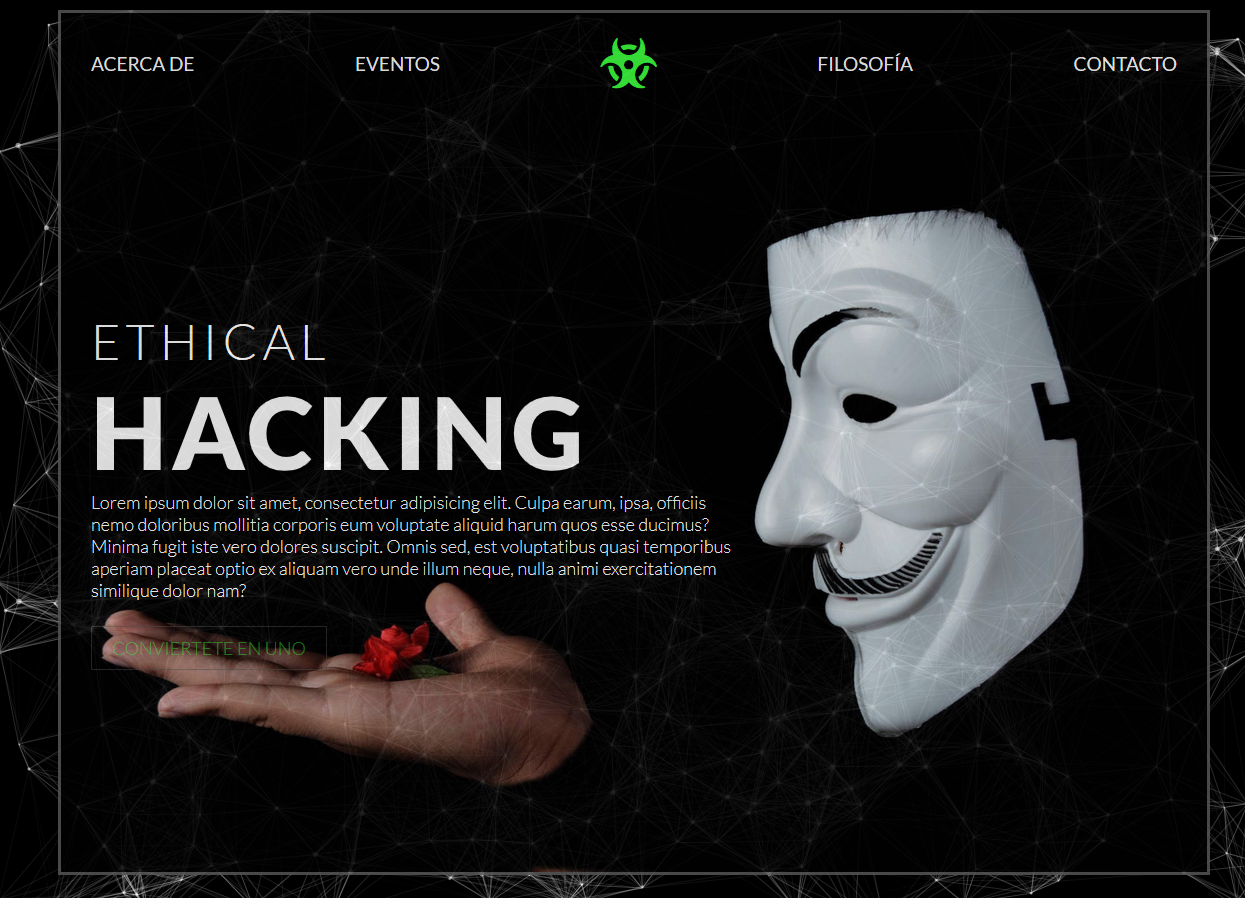 ACERCA DE
EVENTOS
FILOSOFÍA
CONTACTO
ETHICAL
HACKING
Lorem ipsum dolor sit amet, consectetur adipisicing elit. Culpa earum, ipsa, officiis
nemo doloribus mollitia corporis eum voluptate aliquid harum quos esse ducimus?
Minima fugit iste vero dolores suscipit. Omnis sed, est voluptatibus quasi temporibus
aperiam placeat optio ex aliquam vero unde illum neque, nulla animi exercitationem
similique dolor nam?
CONVIERTETE EN UNO